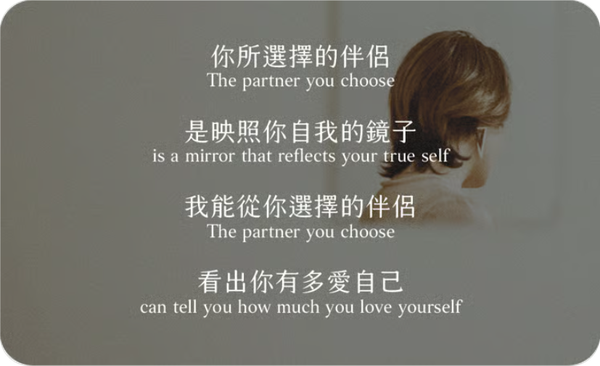 你所選擇的伴侶
The partner you choose
是映照你自我的鏡子
is a mirror that reflects your true self
我能從你選擇的伴侶
The partner you choose
看出你有多愛自己
can tell you how much you love yourself